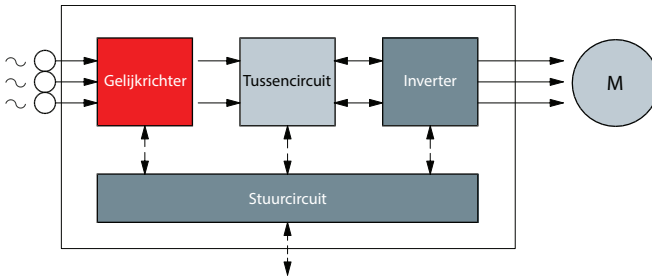 Gelijkrichter
Tussencircuit
Inverter
M
Stuurcircuit